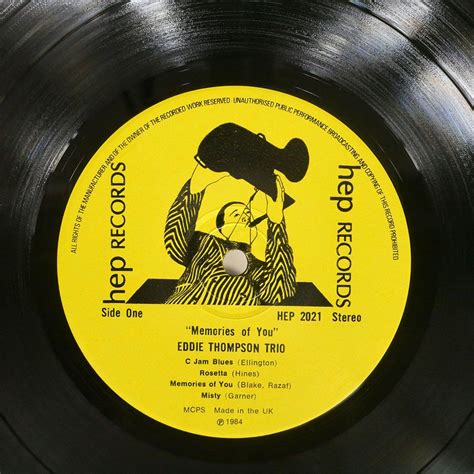 ALL RIGHTS OF THE MANUFACTURER AND OF THE OWNER OF THE RECORDED WORK RESERVED UNAUTHORISED PUBLIC PERFORMANCE BROADCASTING AND COPYING OF THIS RECORD PROHIBITED
hep RECORDS
hep RECORDS
Side One
HEP 2021 Stereo
"Memories of You"
EDDIE THOMPSON TRIO
C Jam Blues (Ellington)
Rosetta (Hines)
Memories of You (Blake, Razaf)
Misty (Garner)
MCPS Made in the UK
℗ 1984